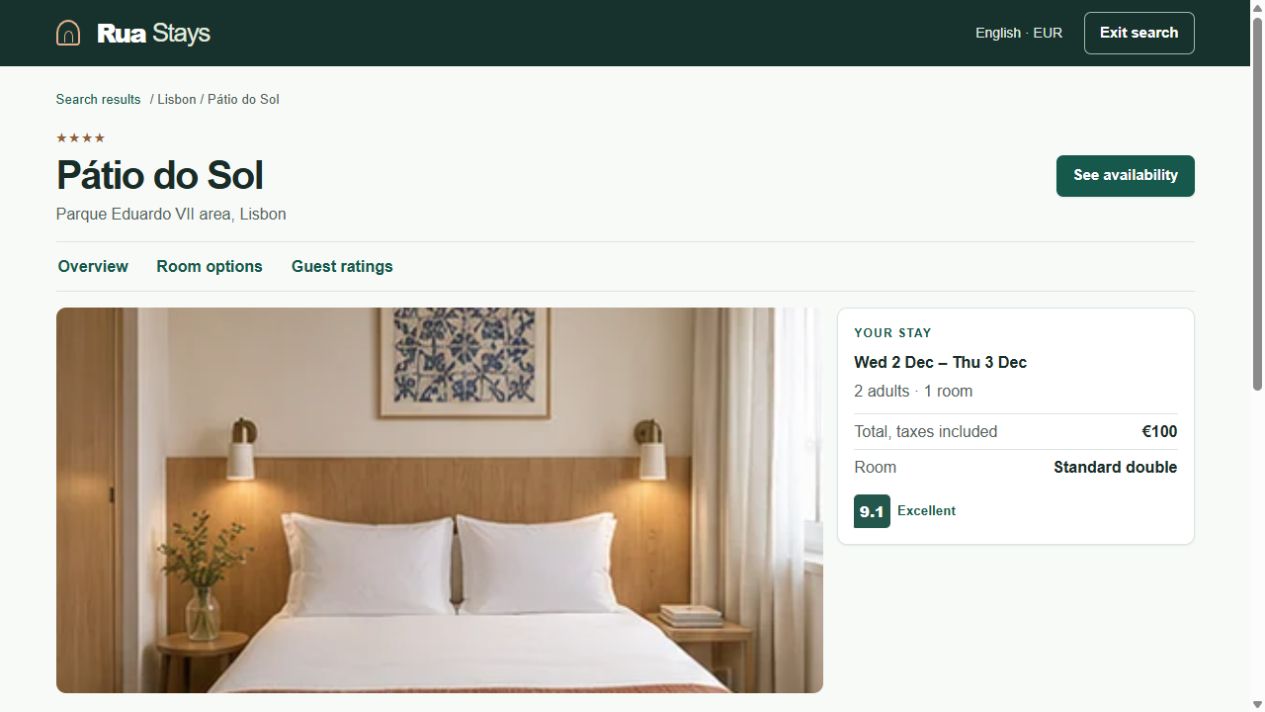 Rua Stays
English · EUR
Exit search
Search results / Lisbon / Pátio do Sol
★★★★
Pátio do Sol
See availability
Parque Eduardo VII area, Lisbon
Overview
Room options
Guest ratings
YOUR STAY
Wed 2 Dec – Thu 3 Dec
2 adults · 1 room
Total, taxes included €100
Room Standard double
9.1 Excellent